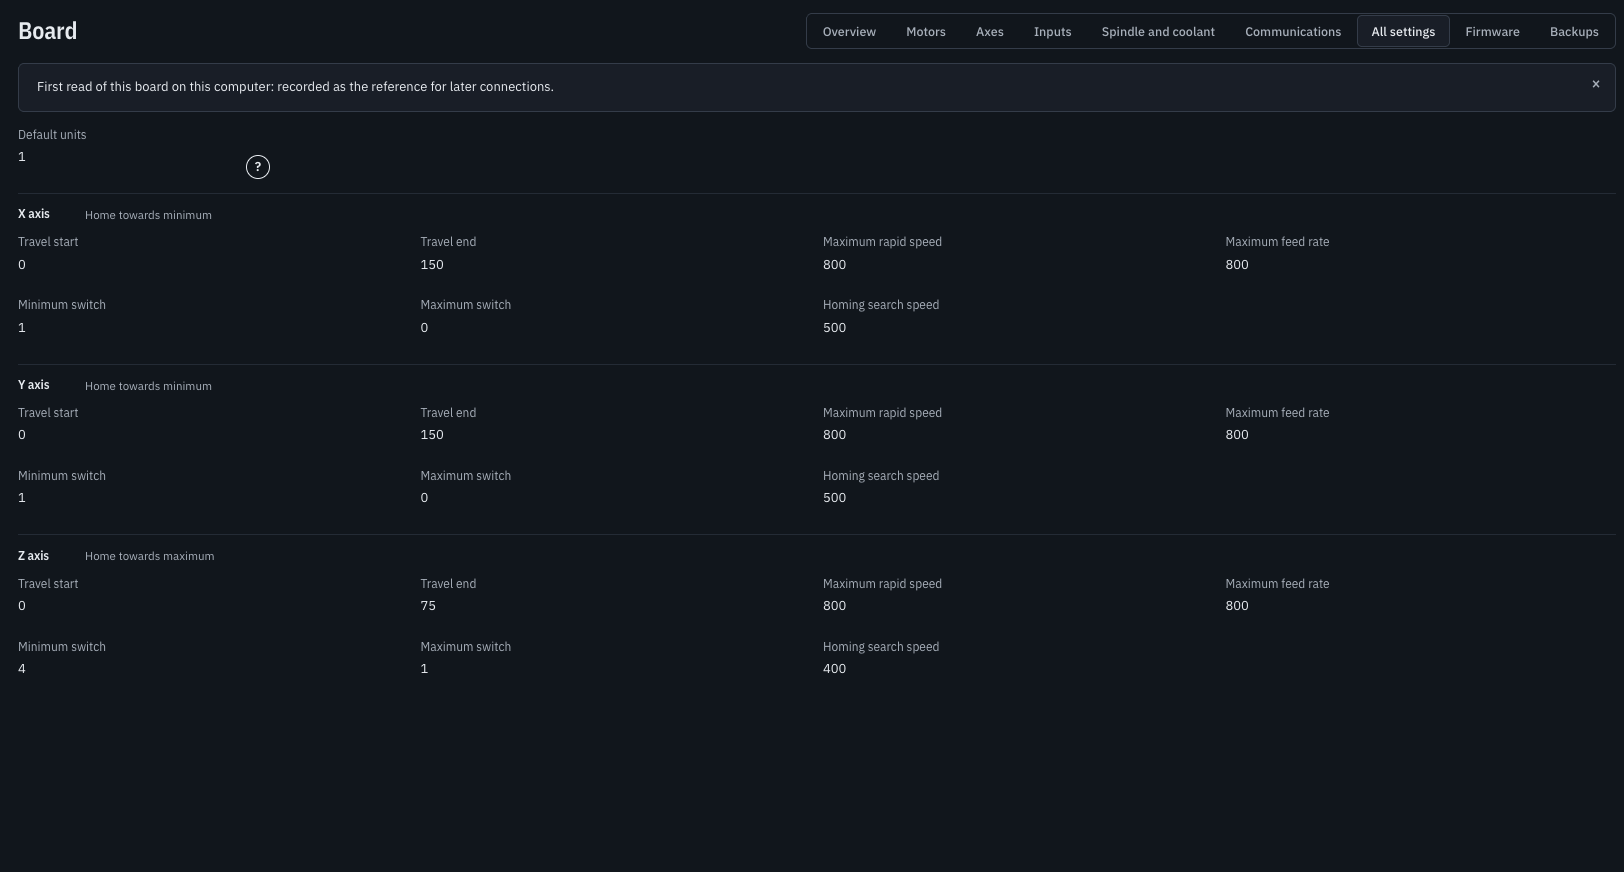 Board
Overview Motors Axes Inputs Spindle and coolant Communications All settings Firmware Backups
First read of this board on this computer: recorded as the reference for later connections. ×
Default units
1
?
X axis Home towards minimum
Travel start Travel end Maximum rapid speed Maximum feed rate
0 150 800 800
Minimum switch Maximum switch Homing search speed
1 0 500
Y axis Home towards minimum
Travel start Travel end Maximum rapid speed Maximum feed rate
0 150 800 800
Minimum switch Maximum switch Homing search speed
1 0 500
Z axis Home towards maximum
Travel start Travel end Maximum rapid speed Maximum feed rate
0 75 800 800
Minimum switch Maximum switch Homing search speed
4 1 400